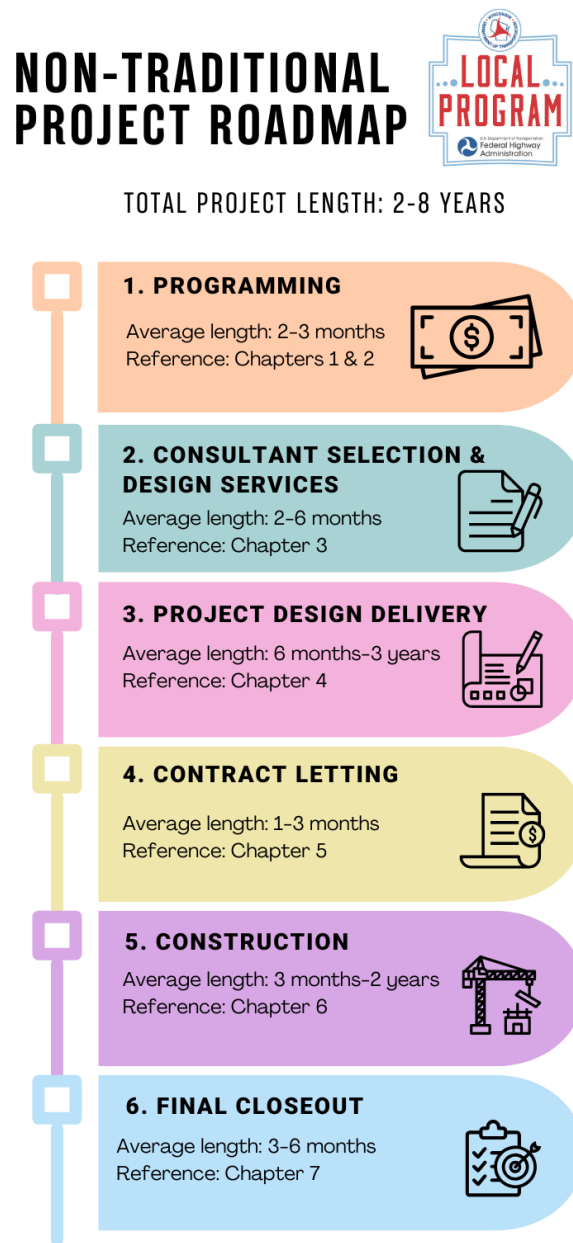 NON-TRADITIONAL
PROJECT ROADMAP
LOCAL
PROGRAM
U.S. Department of Transportation
Federal Highway
Administration
TOTAL PROJECT LENGTH: 2-8 YEARS
1. PROGRAMMING
Average length: 2-3 months
Reference: Chapters 1 & 2
$
2. CONSULTANT SELECTION &
DESIGN SERVICES
Average length: 2-6 months
Reference: Chapter 3
3. PROJECT DESIGN DELIVERY
Average length: 6 months-3 years
Reference: Chapter 4
4. CONTRACT LETTING
Average length: 1-3 months
Reference: Chapter 5
$
5. CONSTRUCTION
Average length: 3 months-2 years
Reference: Chapter 6
6. FINAL CLOSEOUT
Average length: 3-6 months
Reference: Chapter 7